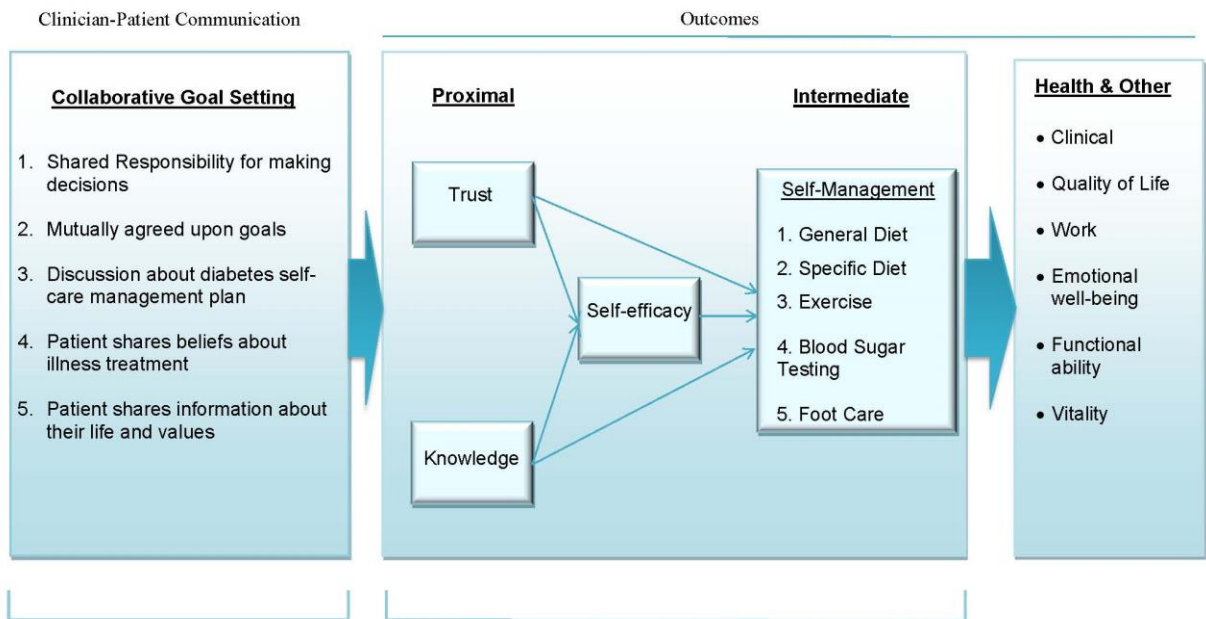 Clinician-Patient Communication
Outcomes
Collaborative Goal Setting
1. Shared Responsibility for making
decisions
2. Mutually agreed upon goals
3. Discussion about diabetes self-
care management plan
4. Patient shares beliefs about
illness treatment
5. Patient shares information about
their life and values
Proximal
Trust
Self-efficacy
Knowledge
Intermediate
Self-Management
1. General Diet
2. Specific Diet
3. Exercise
4. Blood Sugar
Testing
5. Foot Care
Health & Other
• Clinical
• Quality of Life
• Work
• Emotional
well-being
• Functional
ability
• Vitality